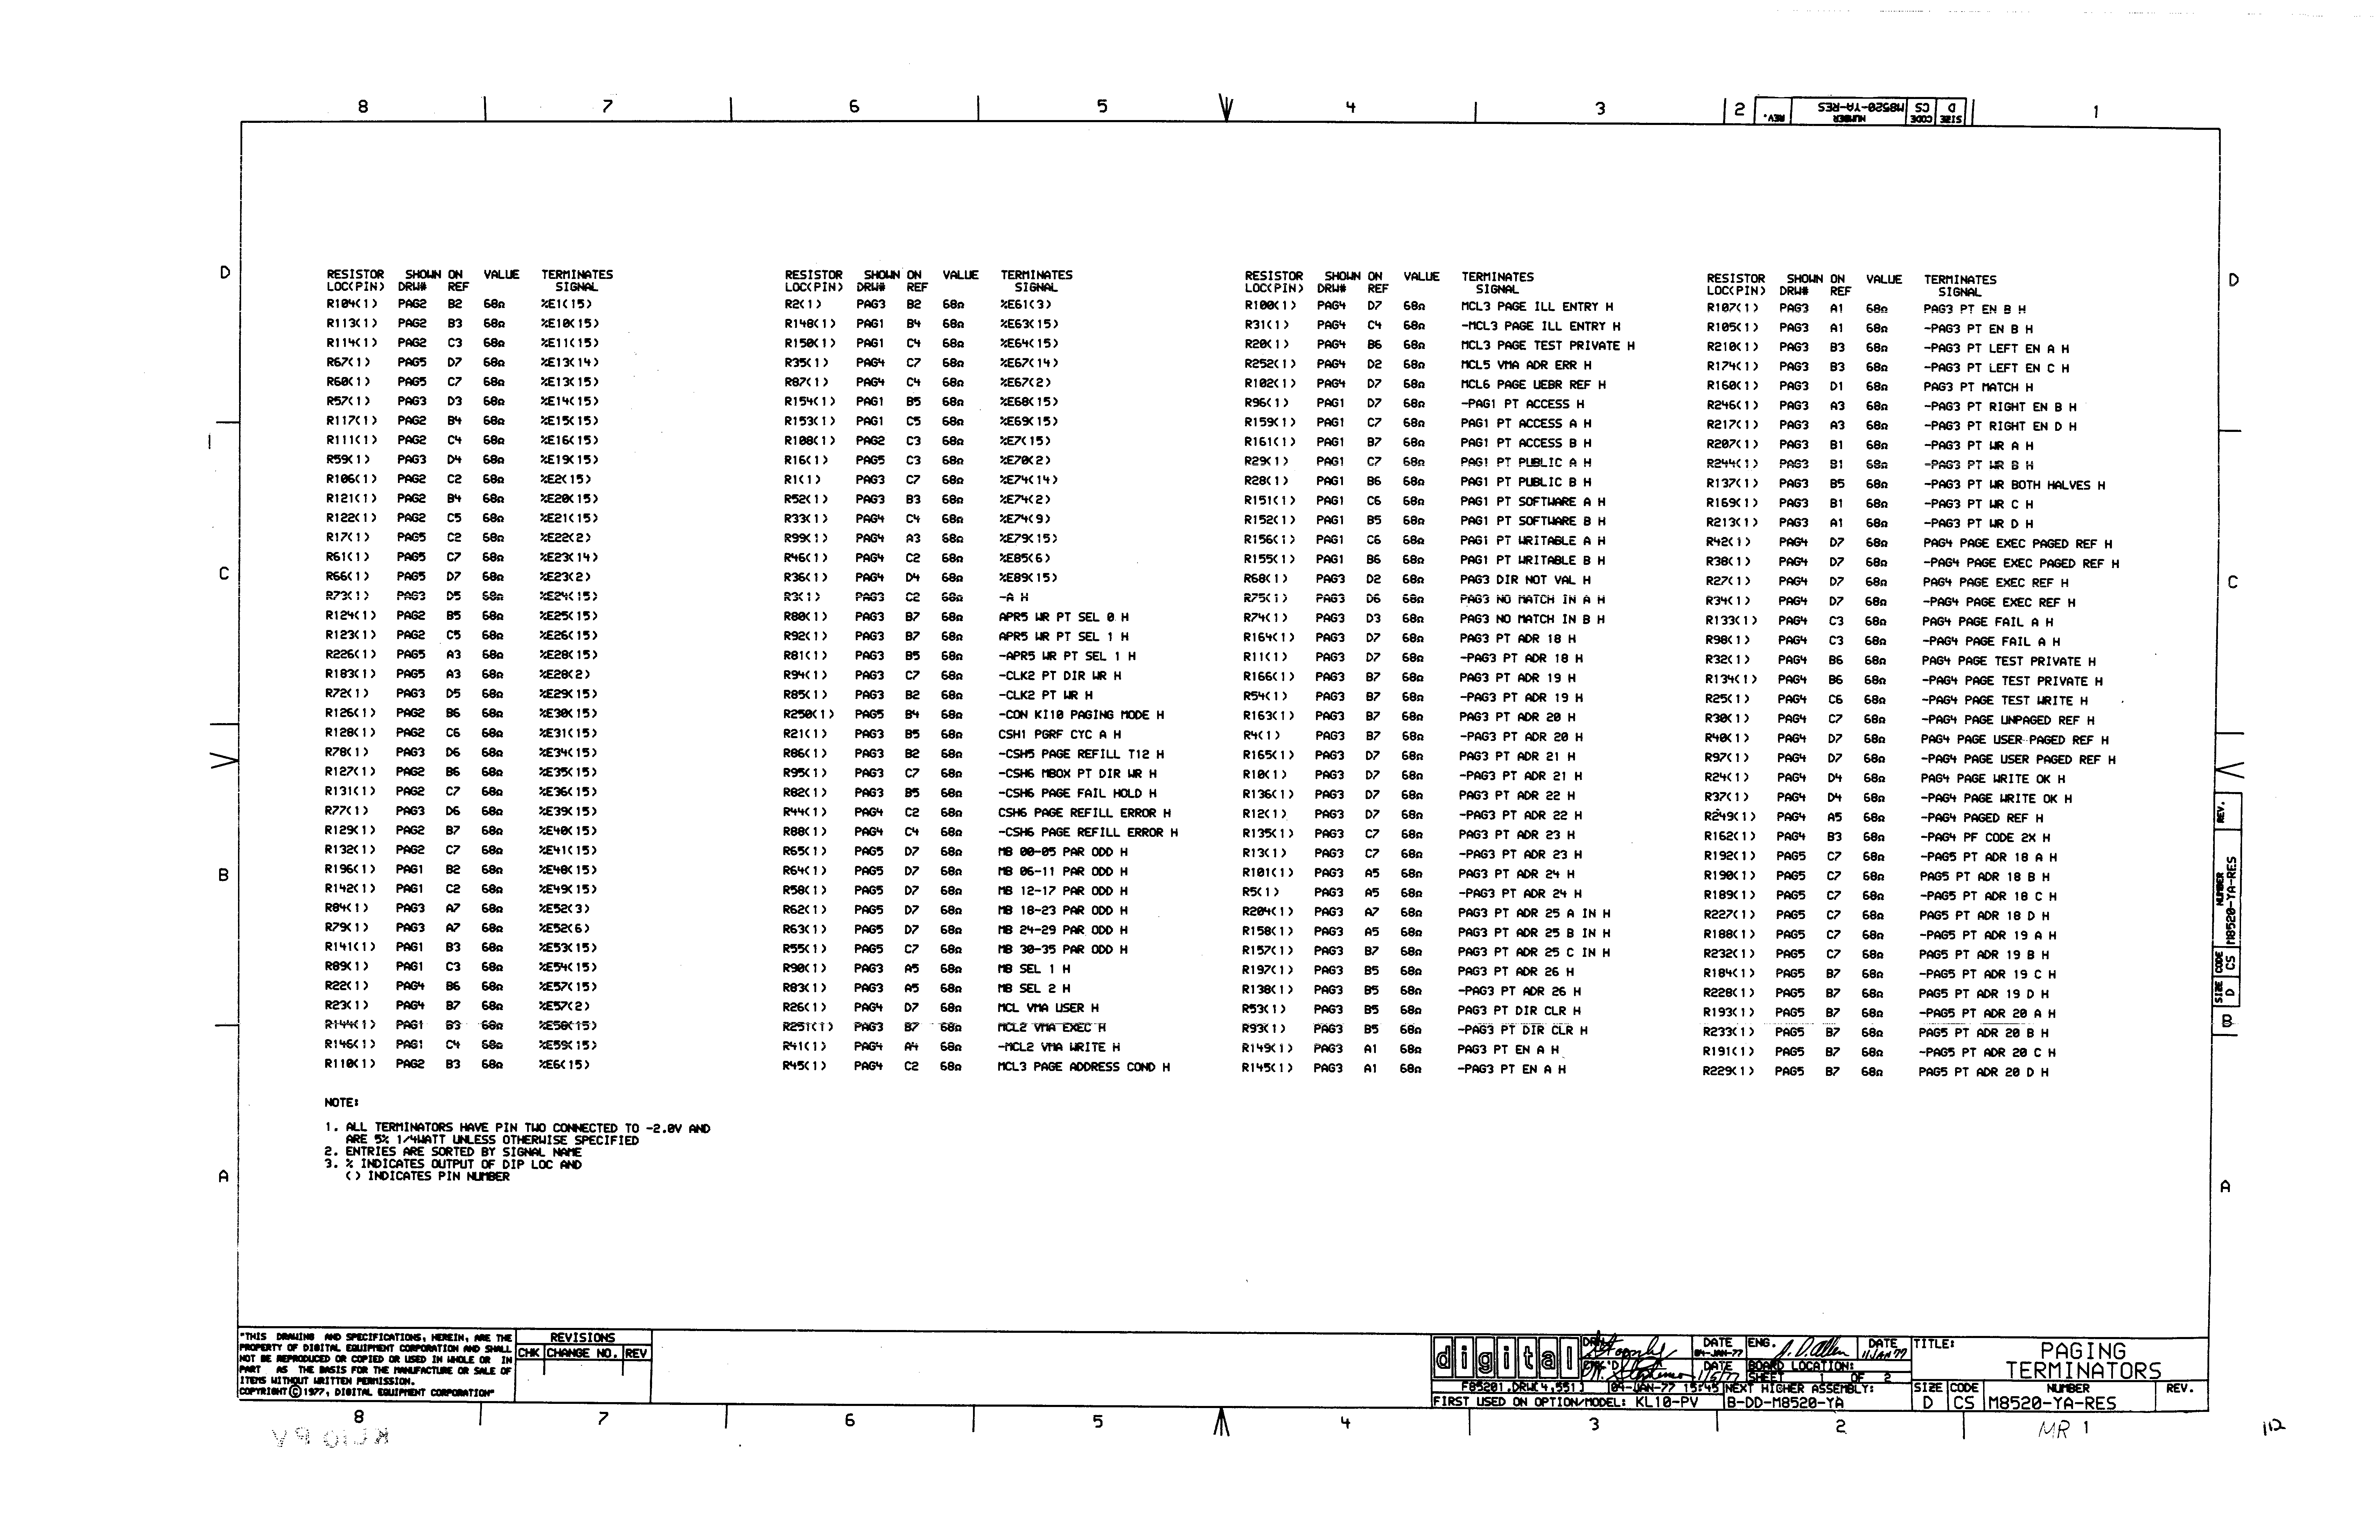 8 7 6 5 4 3 2 1
REV. NUMBER M8520-YA-RES CODE CS SIZE D
D
RESISTOR SHOWN ON VALUE TERMINATES
LOC(PIN) DRW# REF SIGNAL
R104(1) PAG2 B2 68Ω %E1(15)
R113(1) PAG2 B3 68Ω %E10(15)
R114(1) PAG2 C3 68Ω %E11(15)
R67(1) PAG5 D7 68Ω %E13(14)
R60(1) PAG5 C7 68Ω %E13(15)
R57(1) PAG3 D3 68Ω %E14(15)
R117(1) PAG2 B4 68Ω %E15(15)
R111(1) PAG2 C4 68Ω %E16(15)
R59(1) PAG3 D4 68Ω %E19(15)
R106(1) PAG2 C2 68Ω %E2(15)
R121(1) PAG2 B4 68Ω %E20(15)
R122(1) PAG2 C5 68Ω %E21(15)
R17(1) PAG5 C2 68Ω %E22(2)
R61(1) PAG5 C7 68Ω %E23(14)
R66(1) PAG5 D7 68Ω %E23(2)
R73(1) PAG3 D5 68Ω %E24(15)
R124(1) PAG2 B5 68Ω %E25(15)
R123(1) PAG2 C5 68Ω %E26(15)
R226(1) PAG5 A3 68Ω %E28(15)
R183(1) PAG5 A3 68Ω %E28(2)
R72(1) PAG3 D5 68Ω %E29(15)
R126(1) PAG2 B6 68Ω %E30(15)
R128(1) PAG2 C6 68Ω %E31(15)
R78(1) PAG3 D6 68Ω %E34(15)
R127(1) PAG2 B6 68Ω %E35(15)
R131(1) PAG2 C7 68Ω %E36(15)
R77(1) PAG3 D6 68Ω %E39(15)
R129(1) PAG2 B7 68Ω %E40(15)
R132(1) PAG2 C7 68Ω %E41(15)
R196(1) PAG1 B2 68Ω %E48(15)
R142(1) PAG1 C2 68Ω %E49(15)
R84(1) PAG3 A7 68Ω %E52(3)
R79(1) PAG3 A7 68Ω %E52(6)
R141(1) PAG1 B3 68Ω %E53(15)
R89(1) PAG1 C3 68Ω %E54(15)
R22(1) PAG4 B6 68Ω %E57(15)
R23(1) PAG4 B7 68Ω %E57(2)
R144(1) PAG1 B3 68Ω %E58(15)
R146(1) PAG1 C4 68Ω %E59(15)
R110(1) PAG2 B3 68Ω %E6(15)
RESISTOR SHOWN ON VALUE TERMINATES
LOC(PIN) DRW# REF SIGNAL
R2(1) PAG3 B2 68Ω %E61(3)
R148(1) PAG1 B4 68Ω %E63(15)
R150(1) PAG1 C4 68Ω %E64(15)
R35(1) PAG4 C7 68Ω %E67(14)
R87(1) PAG4 C4 68Ω %E67(2)
R154(1) PAG1 B5 68Ω %E68(15)
R153(1) PAG1 C5 68Ω %E69(15)
R108(1) PAG2 C3 68Ω %E7(15)
R16(1) PAG5 C3 68Ω %E70(2)
R1(1) PAG3 C7 68Ω %E74(14)
R52(1) PAG3 B3 68Ω %E74(2)
R33(1) PAG4 C4 68Ω %E74(9)
R99(1) PAG4 A3 68Ω %E79(15)
R46(1) PAG4 C2 68Ω %E85(6)
R36(1) PAG4 D4 68Ω %E89(15)
R3(1) PAG3 C2 68Ω -A H
R80(1) PAG3 B7 68Ω APR5 WR PT SEL 0 H
R92(1) PAG3 B7 68Ω APR5 WR PT SEL 1 H
R81(1) PAG3 B5 68Ω -APR5 WR PT SEL 1 H
R94(1) PAG3 C7 68Ω -CLK2 PT DIR WR H
R85(1) PAG3 B2 68Ω -CLK2 PT WR H
R250(1) PAG5 B4 68Ω -CON KI10 PAGING MODE H
R21(1) PAG3 B5 68Ω CSH1 PGRF CYC A H
R86(1) PAG3 B2 68Ω -CSH5 PAGE REFILL T12 H
R95(1) PAG3 C7 68Ω -CSH6 MBOX PT DIR WR H
R82(1) PAG3 B5 68Ω -CSH6 PAGE FAIL HOLD H
R44(1) PAG4 C2 68Ω CSH6 PAGE REFILL ERROR H
R88(1) PAG4 C4 68Ω -CSH6 PAGE REFILL ERROR H
R65(1) PAG5 D7 68Ω MB 00-05 PAR ODD H
R64(1) PAG5 D7 68Ω MB 06-11 PAR ODD H
R58(1) PAG5 D7 68Ω MB 12-17 PAR ODD H
R62(1) PAG5 D7 68Ω MB 18-23 PAR ODD H
R63(1) PAG5 D7 68Ω MB 24-29 PAR ODD H
R55(1) PAG5 C7 68Ω MB 30-35 PAR ODD H
R90(1) PAG3 A5 68Ω MB SEL 1 H
R83(1) PAG3 A5 68Ω MB SEL 2 H
R26(1) PAG4 D7 68Ω MCL VMA USER H
R251(1) PAG3 B7 68Ω MCL2 VMA EXEC H
R41(1) PAG4 A4 68Ω -MCL2 VMA WRITE H
R45(1) PAG4 C2 68Ω MCL3 PAGE ADDRESS COND H
RESISTOR SHOWN ON VALUE TERMINATES
LOC(PIN) DRW# REF SIGNAL
R100(1) PAG4 D7 68Ω MCL3 PAGE ILL ENTRY H
R31(1) PAG4 C4 68Ω -MCL3 PAGE ILL ENTRY H
R20(1) PAG4 B6 68Ω MCL3 PAGE TEST PRIVATE H
R252(1) PAG4 D2 68Ω MCL5 VMA ADR ERR H
R102(1) PAG4 D7 68Ω MCL6 PAGE UEBR REF H
R96(1) PAG1 D7 68Ω -PAG1 PT ACCESS H
R159(1) PAG1 C7 68Ω PAG1 PT ACCESS A H
R161(1) PAG1 B7 68Ω PAG1 PT ACCESS B H
R29(1) PAG1 C7 68Ω PAG1 PT PUBLIC A H
R28(1) PAG1 B6 68Ω PAG1 PT PUBLIC B H
R151(1) PAG1 C6 68Ω PAG1 PT SOFTWARE A H
R152(1) PAG1 B5 68Ω PAG1 PT SOFTWARE B H
R156(1) PAG1 C6 68Ω PAG1 PT WRITABLE A H
R155(1) PAG1 B6 68Ω PAG1 PT WRITABLE B H
R68(1) PAG3 D2 68Ω PAG3 DIR NOT VAL H
R75(1) PAG3 D6 68Ω PAG3 NO MATCH IN A H
R74(1) PAG3 D3 68Ω PAG3 NO MATCH IN B H
R164(1) PAG3 D7 68Ω PAG3 PT ADR 18 H
R11(1) PAG3 D7 68Ω -PAG3 PT ADR 18 H
R166(1) PAG3 B7 68Ω PAG3 PT ADR 19 H
R54(1) PAG3 B7 68Ω -PAG3 PT ADR 19 H
R163(1) PAG3 B7 68Ω PAG3 PT ADR 20 H
R4(1) PAG3 B7 68Ω -PAG3 PT ADR 20 H
R165(1) PAG3 D7 68Ω PAG3 PT ADR 21 H
R10(1) PAG3 D7 68Ω -PAG3 PT ADR 21 H
R136(1) PAG3 D7 68Ω PAG3 PT ADR 22 H
R12(1) PAG3 D7 68Ω -PAG3 PT ADR 22 H
R135(1) PAG3 C7 68Ω PAG3 PT ADR 23 H
R13(1) PAG3 C7 68Ω -PAG3 PT ADR 23 H
R101(1) PAG3 A5 68Ω PAG3 PT ADR 24 H
R5(1) PAG3 A5 68Ω -PAG3 PT ADR 24 H
R204(1) PAG3 A7 68Ω PAG3 PT ADR 25 A IN H
R158(1) PAG3 A5 68Ω PAG3 PT ADR 25 B IN H
R157(1) PAG3 B7 68Ω PAG3 PT ADR 25 C IN H
R197(1) PAG3 B5 68Ω PAG3 PT ADR 26 H
R138(1) PAG3 B5 68Ω -PAG3 PT ADR 26 H
R53(1) PAG3 B5 68Ω PAG3 PT DIR CLR H
R93(1) PAG3 B5 68Ω -PAG3 PT DIR CLR H
R149(1) PAG3 A1 68Ω PAG3 PT EN A H
R145(1) PAG3 A1 68Ω -PAG3 PT EN A H
RESISTOR SHOWN ON VALUE TERMINATES
LOC(PIN) DRW# REF SIGNAL
R107(1) PAG3 A1 68Ω PAG3 PT EN B H
R105(1) PAG3 A1 68Ω -PAG3 PT EN B H
R210(1) PAG3 B3 68Ω -PAG3 PT LEFT EN A H
R174(1) PAG3 B3 68Ω -PAG3 PT LEFT EN C H
R160(1) PAG3 D1 68Ω PAG3 PT MATCH H
R246(1) PAG3 A3 68Ω -PAG3 PT RIGHT EN B H
R217(1) PAG3 A3 68Ω -PAG3 PT RIGHT EN D H
R207(1) PAG3 B1 68Ω -PAG3 PT WR A H
R244(1) PAG3 B1 68Ω -PAG3 PT WR B H
R137(1) PAG3 B5 68Ω -PAG3 PT WR BOTH HALVES H
R169(1) PAG3 B1 68Ω -PAG3 PT WR C H
R213(1) PAG3 A1 68Ω -PAG3 PT WR D H
R42(1) PAG4 D7 68Ω PAG4 PAGE EXEC PAGED REF H
R38(1) PAG4 D7 68Ω -PAG4 PAGE EXEC PAGED REF H
R27(1) PAG4 D7 68Ω PAG4 PAGE EXEC REF H
R34(1) PAG4 D7 68Ω -PAG4 PAGE EXEC REF H
R133(1) PAG4 C3 68Ω PAG4 PAGE FAIL A H
R98(1) PAG4 C3 68Ω -PAG4 PAGE FAIL A H
R32(1) PAG4 B6 68Ω PAG4 PAGE TEST PRIVATE H
R134(1) PAG4 B6 68Ω -PAG4 PAGE TEST PRIVATE H
R25(1) PAG4 C6 68Ω -PAG4 PAGE TEST WRITE H
R30(1) PAG4 C7 68Ω -PAG4 PAGE UNPAGED REF H
R40(1) PAG4 D7 68Ω PAG4 PAGE USER PAGED REF H
R97(1) PAG4 D7 68Ω -PAG4 PAGE USER PAGED REF H
R24(1) PAG4 D4 68Ω PAG4 PAGE WRITE OK H
R37(1) PAG4 D4 68Ω -PAG4 PAGE WRITE OK H
R249(1) PAG4 A5 68Ω -PAG4 PAGED REF H
R162(1) PAG4 B3 68Ω -PAG4 PF CODE 2X H
R192(1) PAG5 C7 68Ω -PAG5 PT ADR 18 A H
R190(1) PAG5 C7 68Ω PAG5 PT ADR 18 B H
R189(1) PAG5 C7 68Ω -PAG5 PT ADR 18 C H
R227(1) PAG5 C7 68Ω PAG5 PT ADR 18 D H
R188(1) PAG5 C7 68Ω -PAG5 PT ADR 19 A H
R232(1) PAG5 C7 68Ω PAG5 PT ADR 19 B H
R184(1) PAG5 B7 68Ω -PAG5 PT ADR 19 C H
R228(1) PAG5 B7 68Ω PAG5 PT ADR 19 D H
R193(1) PAG5 B7 68Ω -PAG5 PT ADR 20 A H
R233(1) PAG5 B7 68Ω PAG5 PT ADR 20 B H
R191(1) PAG5 B7 68Ω -PAG5 PT ADR 20 C H
R229(1) PAG5 B7 68Ω PAG5 PT ADR 20 D H
D
C
C
B
B
A
A
SIZE D CODE CS NUMBER M8520-YA-RES REV.
NOTE:
1. ALL TERMINATORS HAVE PIN TWO CONNECTED TO -2.0V AND
ARE 5% 1/4WATT UNLESS OTHERWISE SPECIFIED
2. ENTRIES ARE SORTED BY SIGNAL NAME
3. % INDICATES OUTPUT OF DIP LOC AND
() INDICATES PIN NUMBER
"THIS DRAWING AND SPECIFICATIONS, HEREIN, ARE THE
PROPERTY OF DIGITAL EQUIPMENT CORPORATION AND SHALL
NOT BE REPRODUCED OR COPIED OR USED IN WHOLE OR IN
PART AS THE BASIS FOR THE MANUFACTURE OR SALE OF
ITEMS WITHOUT WRITTEN PERMISSION.
COPYRIGHT © 1977, DIGITAL EQUIPMENT CORPORATION"
REVISIONS
CHK CHANGE NO. REV
digital
DATE 04-JAN-77
DATE 1/5/77
ENG. J. D. Allen DATE 11 JAN 77
BOARD LOCATION:
SHEET 1 OF 2
F85201.DRW[4,551] 04-JAN-77 15:45 NEXT HIGHER ASSEMBLY:
FIRST USED ON OPTION/MODEL: KL10-PV B-DD-M8520-YA
TITLE: PAGING
TERMINATORS
SIZE CODE NUMBER REV.
D CS M8520-YA-RES
8 7 6 5 4 3 2 1
KL10 PV
MR
112